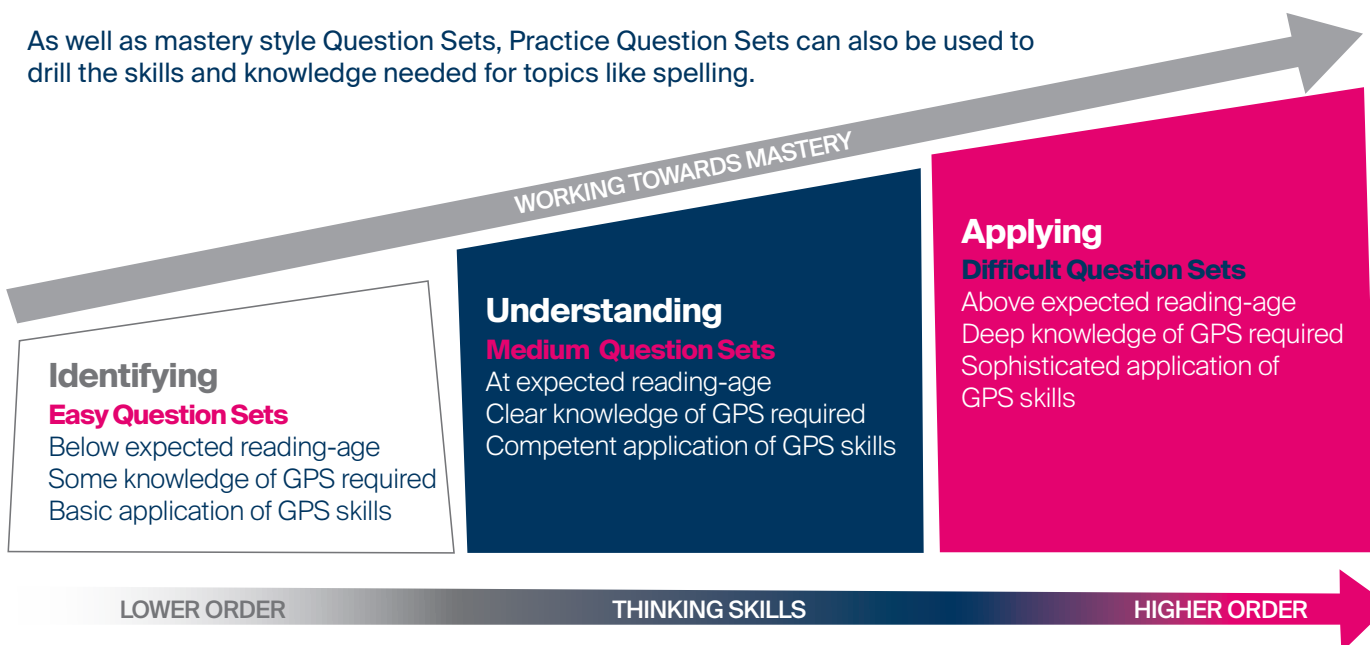 As well as mastery style Question Sets, Practice Question Sets can also be used to
drill the skills and knowledge needed for topics like spelling.
WORKING TOWARDS MASTERY
Identifying
Easy Question Sets
Below expected reading-age
Some knowledge of GPS required
Basic application of GPS skills
Understanding
Medium Question Sets
At expected reading-age
Clear knowledge of GPS required
Competent application of GPS skills
Applying
Difficult Question Sets
Above expected reading-age
Deep knowledge of GPS required
Sophisticated application of
GPS skills
LOWER ORDER
THINKING SKILLS
HIGHER ORDER